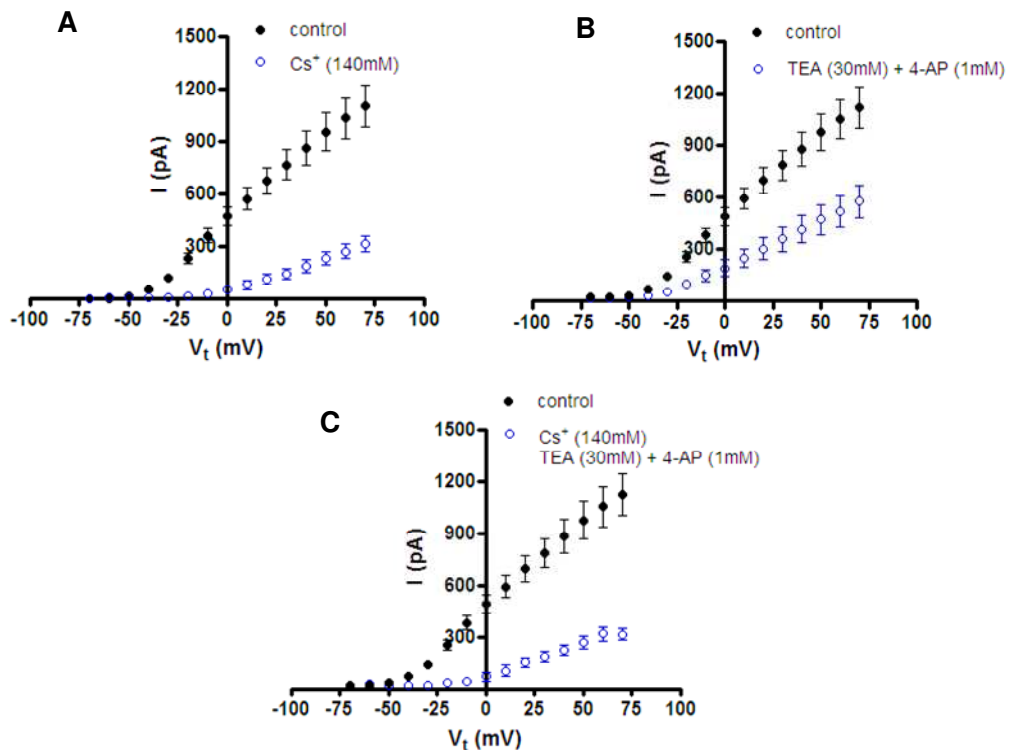 A
control
Cs+ (140mM)
1500
1200
900
600
300
I (pA)
-100 -75 -50 -25 0 25 50 75 100
Vt (mV)
B
control
TEA (30mM) + 4-AP (1mM)
1500
1200
900
600
300
I (pA)
-100 -75 -50 -25 0 25 50 75 100
Vt (mV)
C
control
Cs+ (140mM)
TEA (30mM) + 4-AP (1mM)
1500
1200
900
600
300
I (pA)
-100 -75 -50 -25 0 25 50 75 100
Vt (mV)